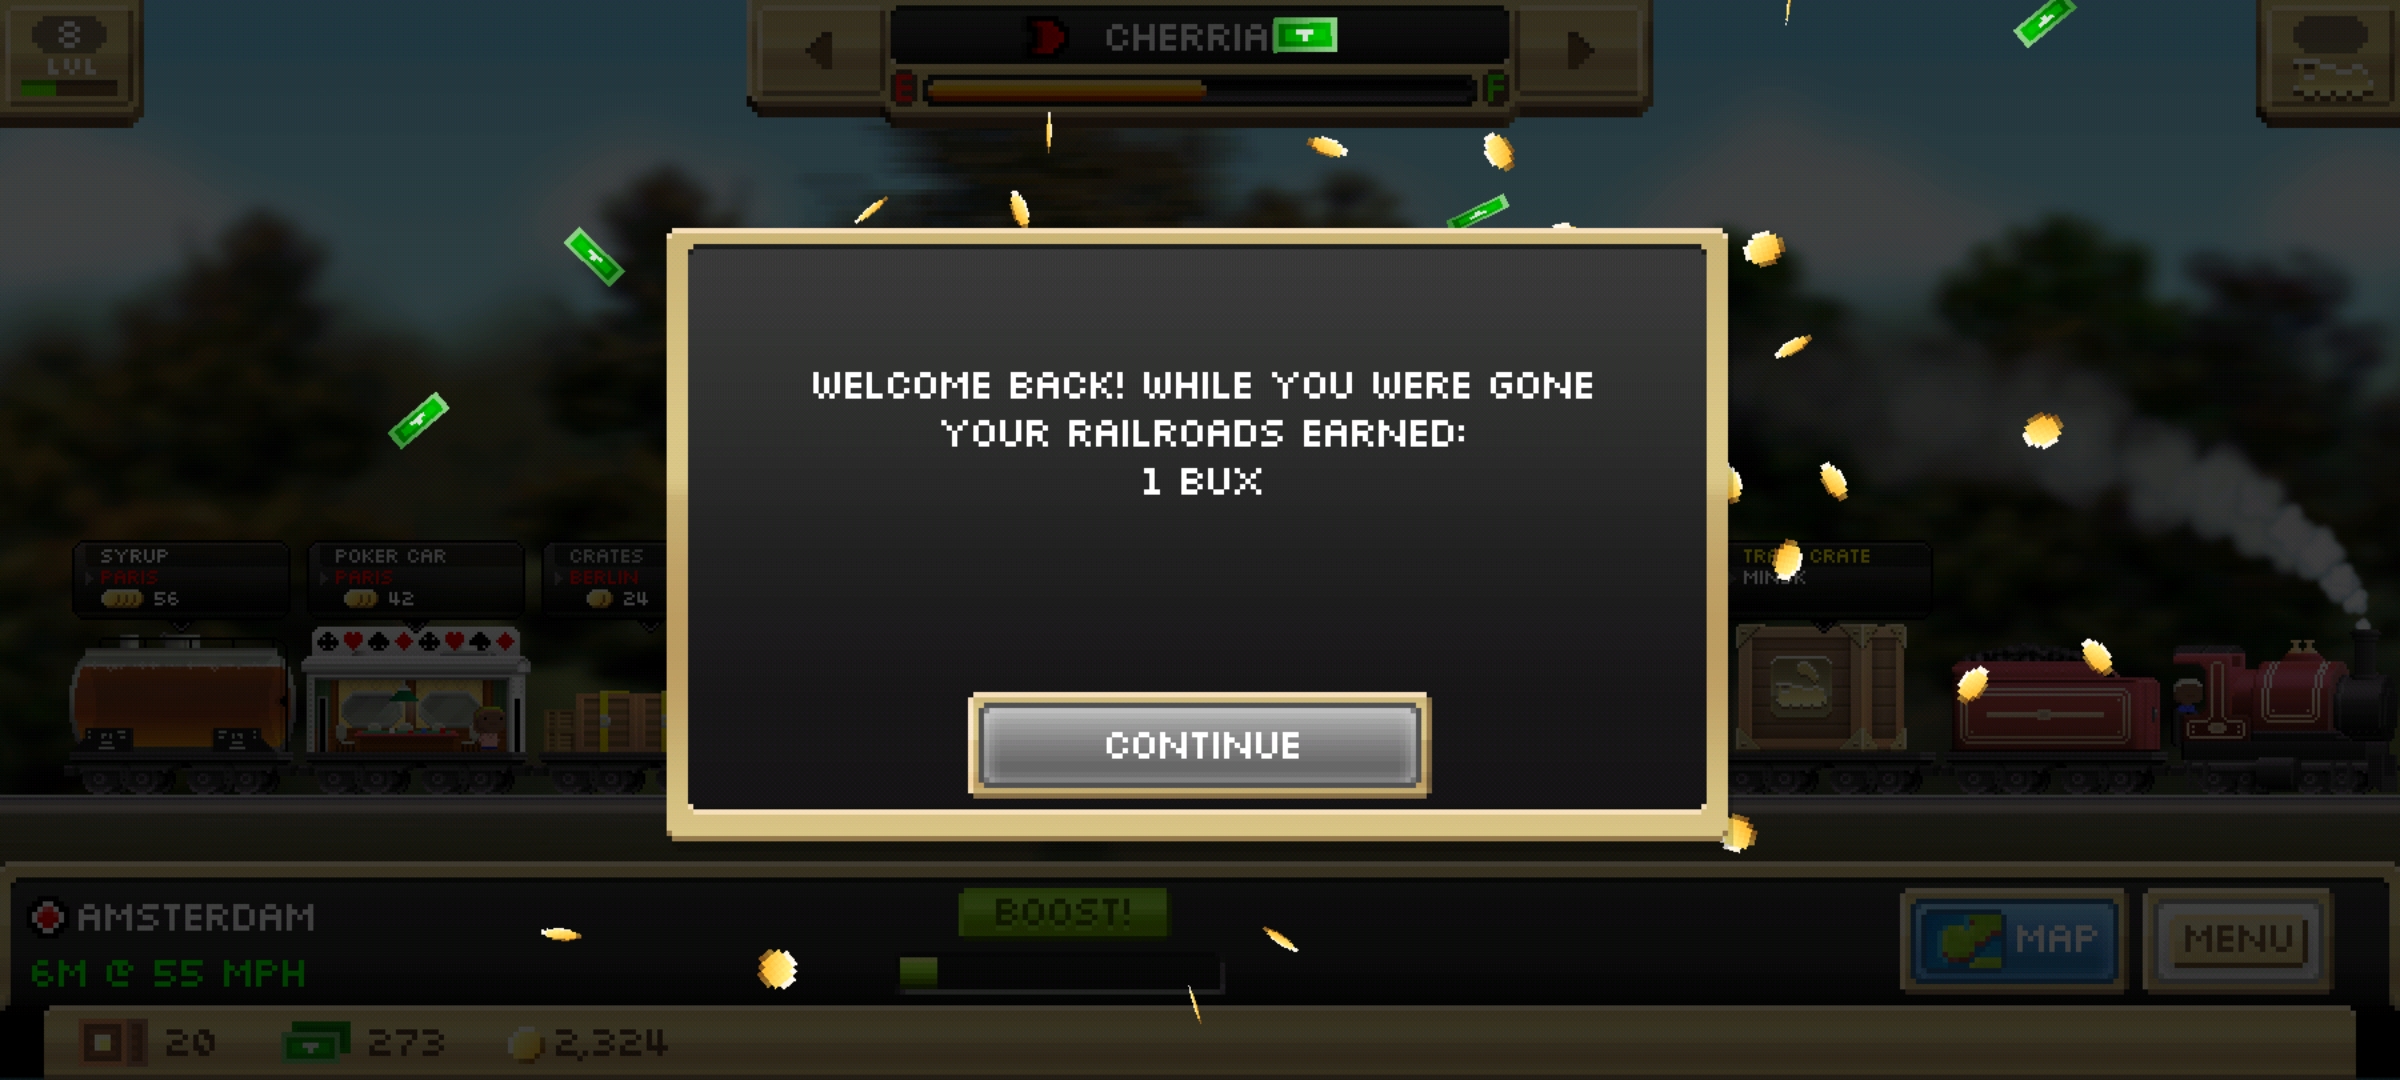 8
LVL
CHERRIA
E
F
WELCOME BACK! WHILE YOU WERE GONE
YOUR RAILROADS EARNED:
1 BUX
SYRUP
PARIS
56
POKER CAR
PARIS
42
CRATES
BERLIN
24
CRATE
MINSK
CONTINUE
AMSTERDAM
6M @ 55 MPH
BOOST!
MAP
MENU
20
273
2,324